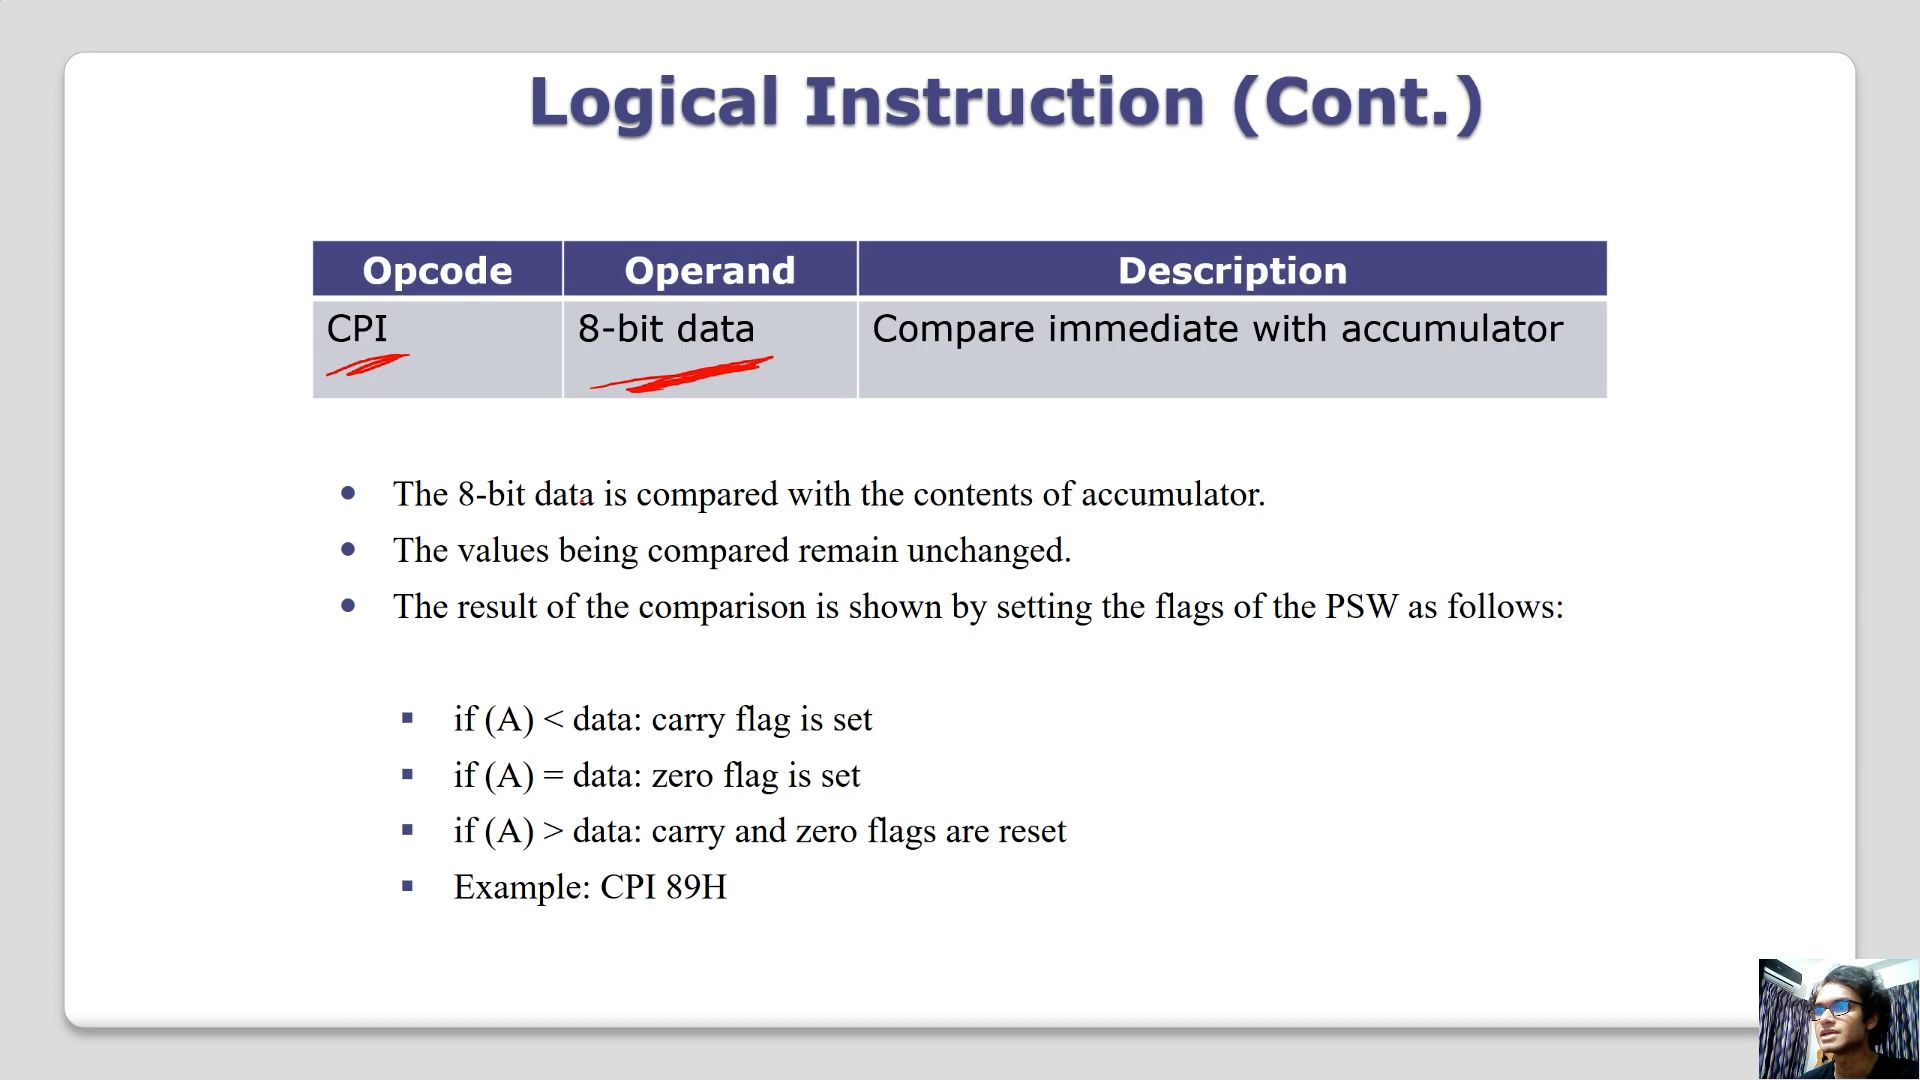 Logical Instruction (Cont.)
Opcode Operand Description
CPI 8-bit data Compare immediate with accumulator
• The 8-bit data is compared with the contents of accumulator.
• The values being compared remain unchanged.
• The result of the comparison is shown by setting the flags of the PSW as follows:
▪ if (A) < data: carry flag is set
▪ if (A) = data: zero flag is set
▪ if (A) > data: carry and zero flags are reset
▪ Example: CPI 89H